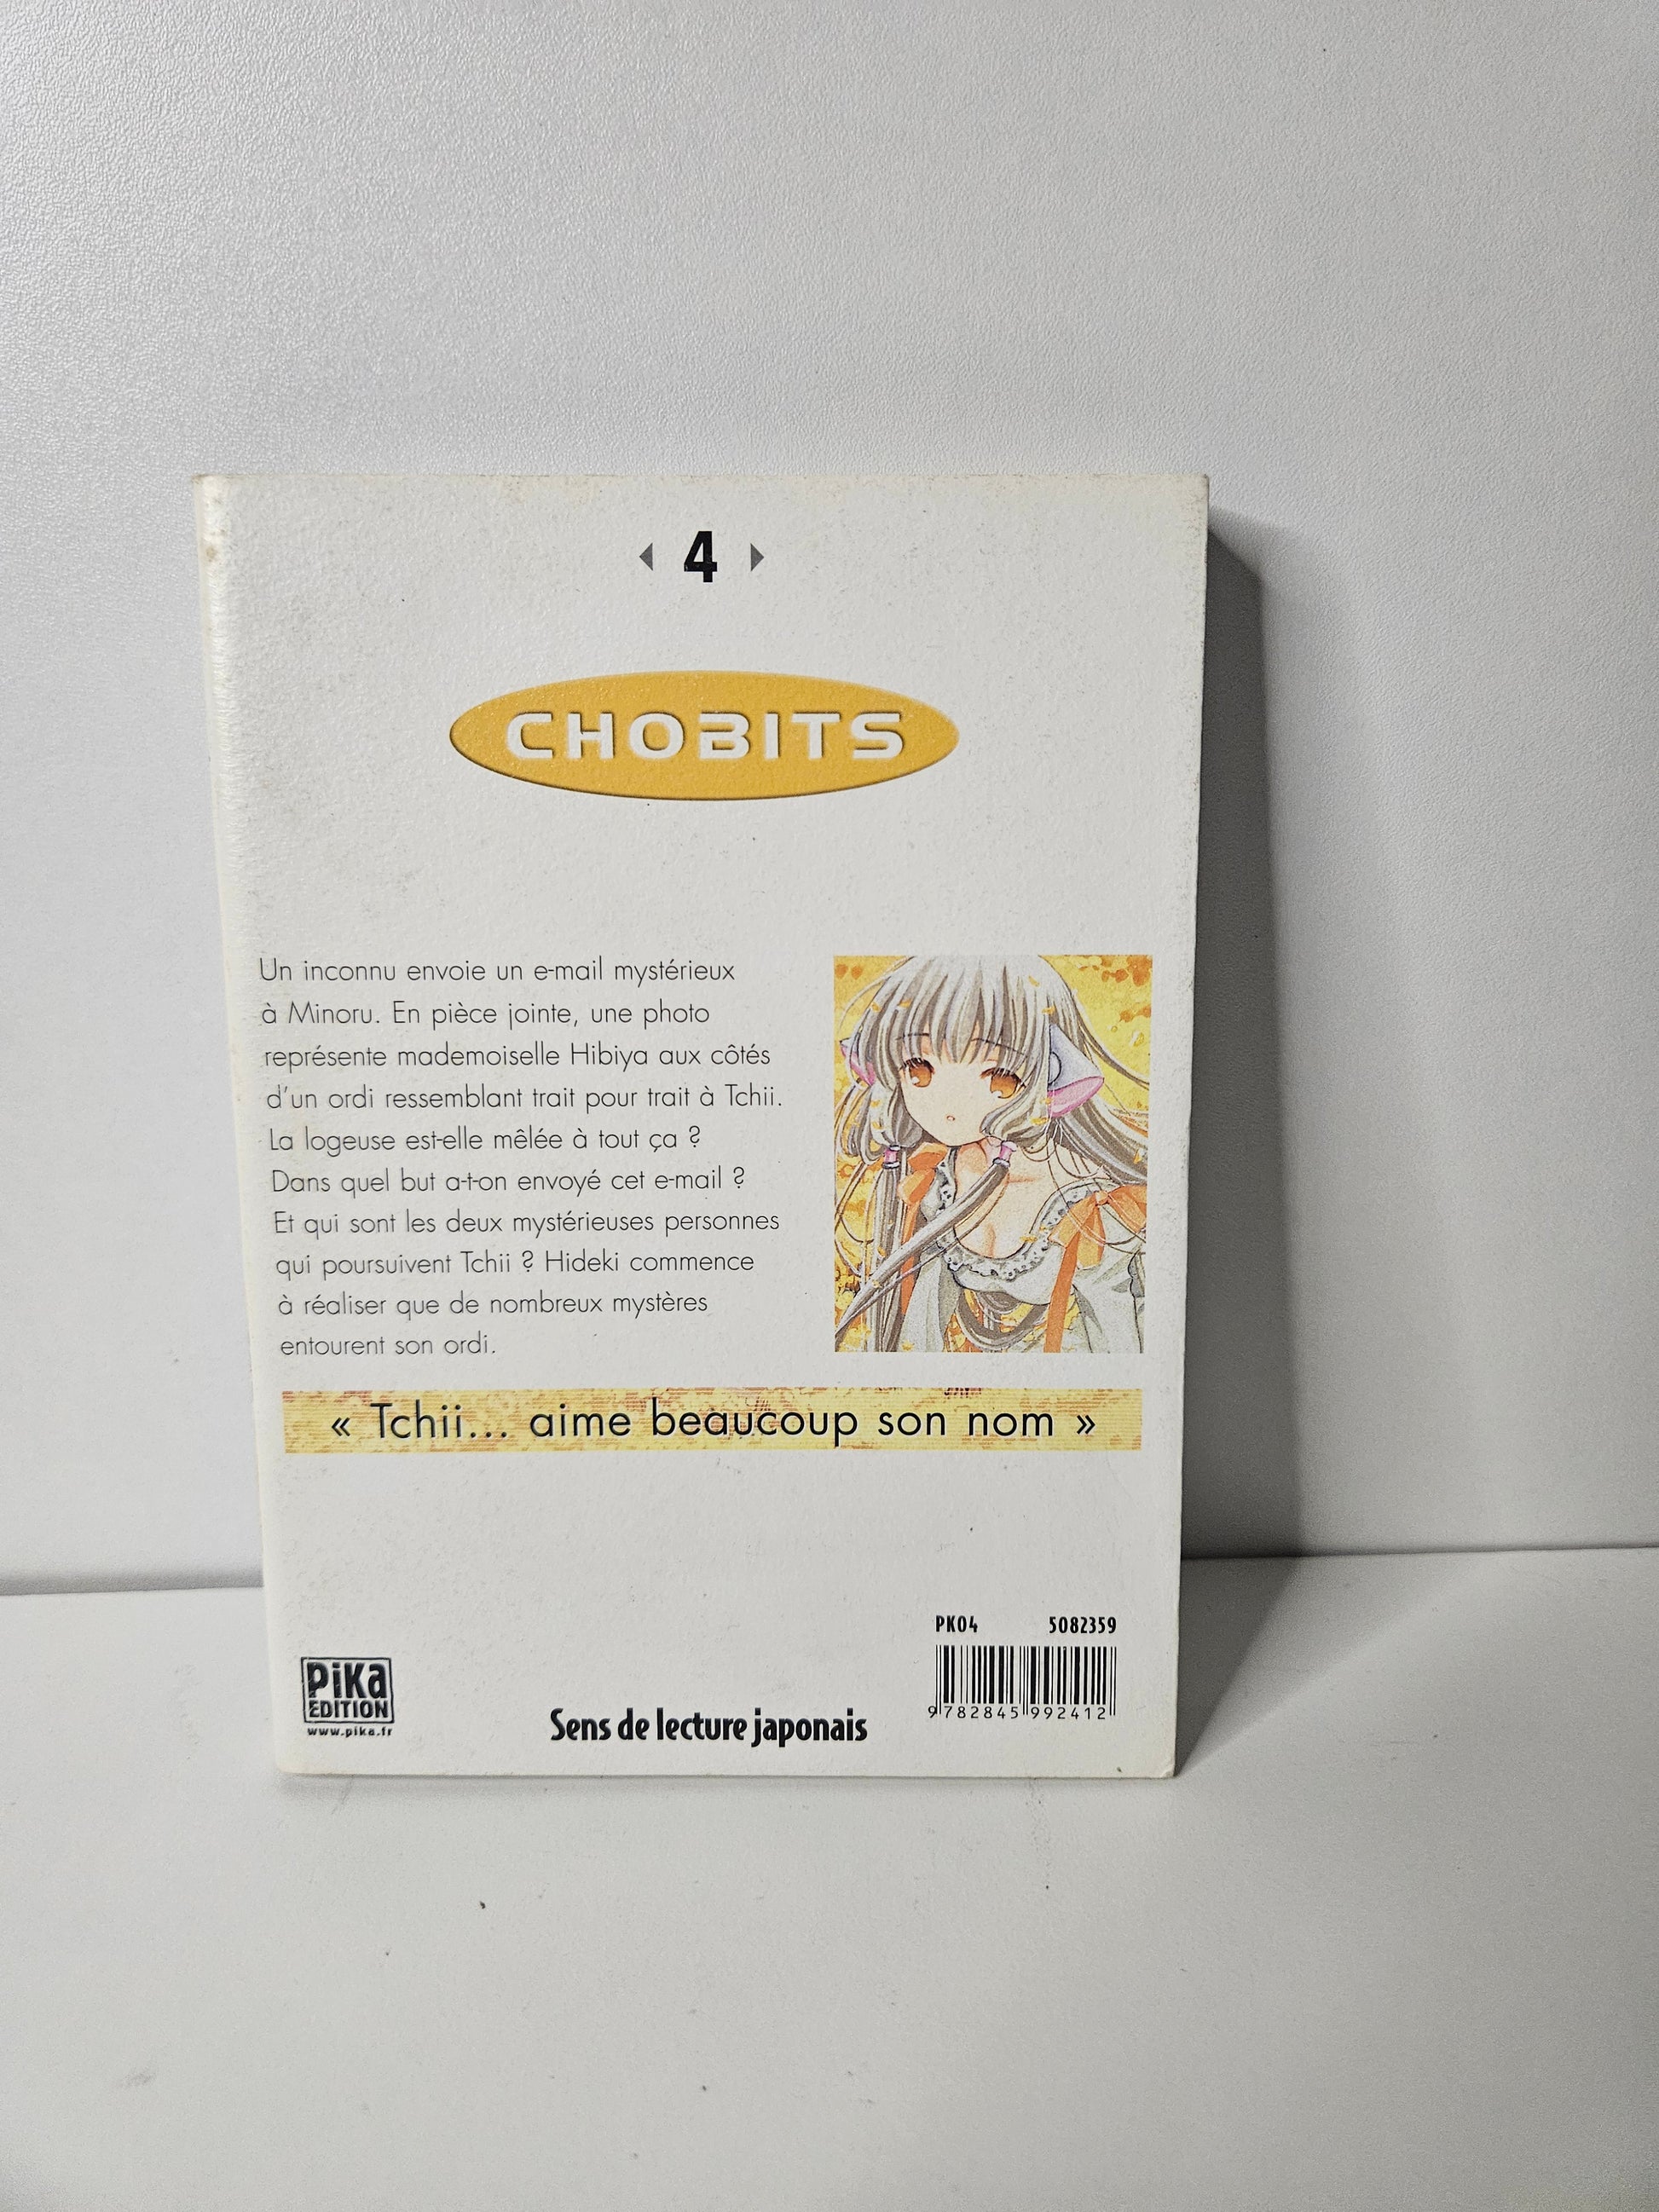 4
CHOBITS
Un inconnu envoie un e-mail mystérieux
à Minoru. En pièce jointe, une photo
représente mademoiselle Hibiya aux côtés
d'un ordi ressemblant trait pour trait à Tchii.
La logeuse est-elle mêlée à tout ça ?
Dans quel but a-t-on envoyé cet e-mail ?
Et qui sont les deux mystérieuses personnes
qui poursuivent Tchii ? Hideki commence
à réaliser que de nombreux mystères
entourent son ordi.
« Tchii... aime beaucoup son nom »
PK04 5082359
9 782845 992412
PiKa
EDITION
www.pika.fr
Sens de lecture japonais